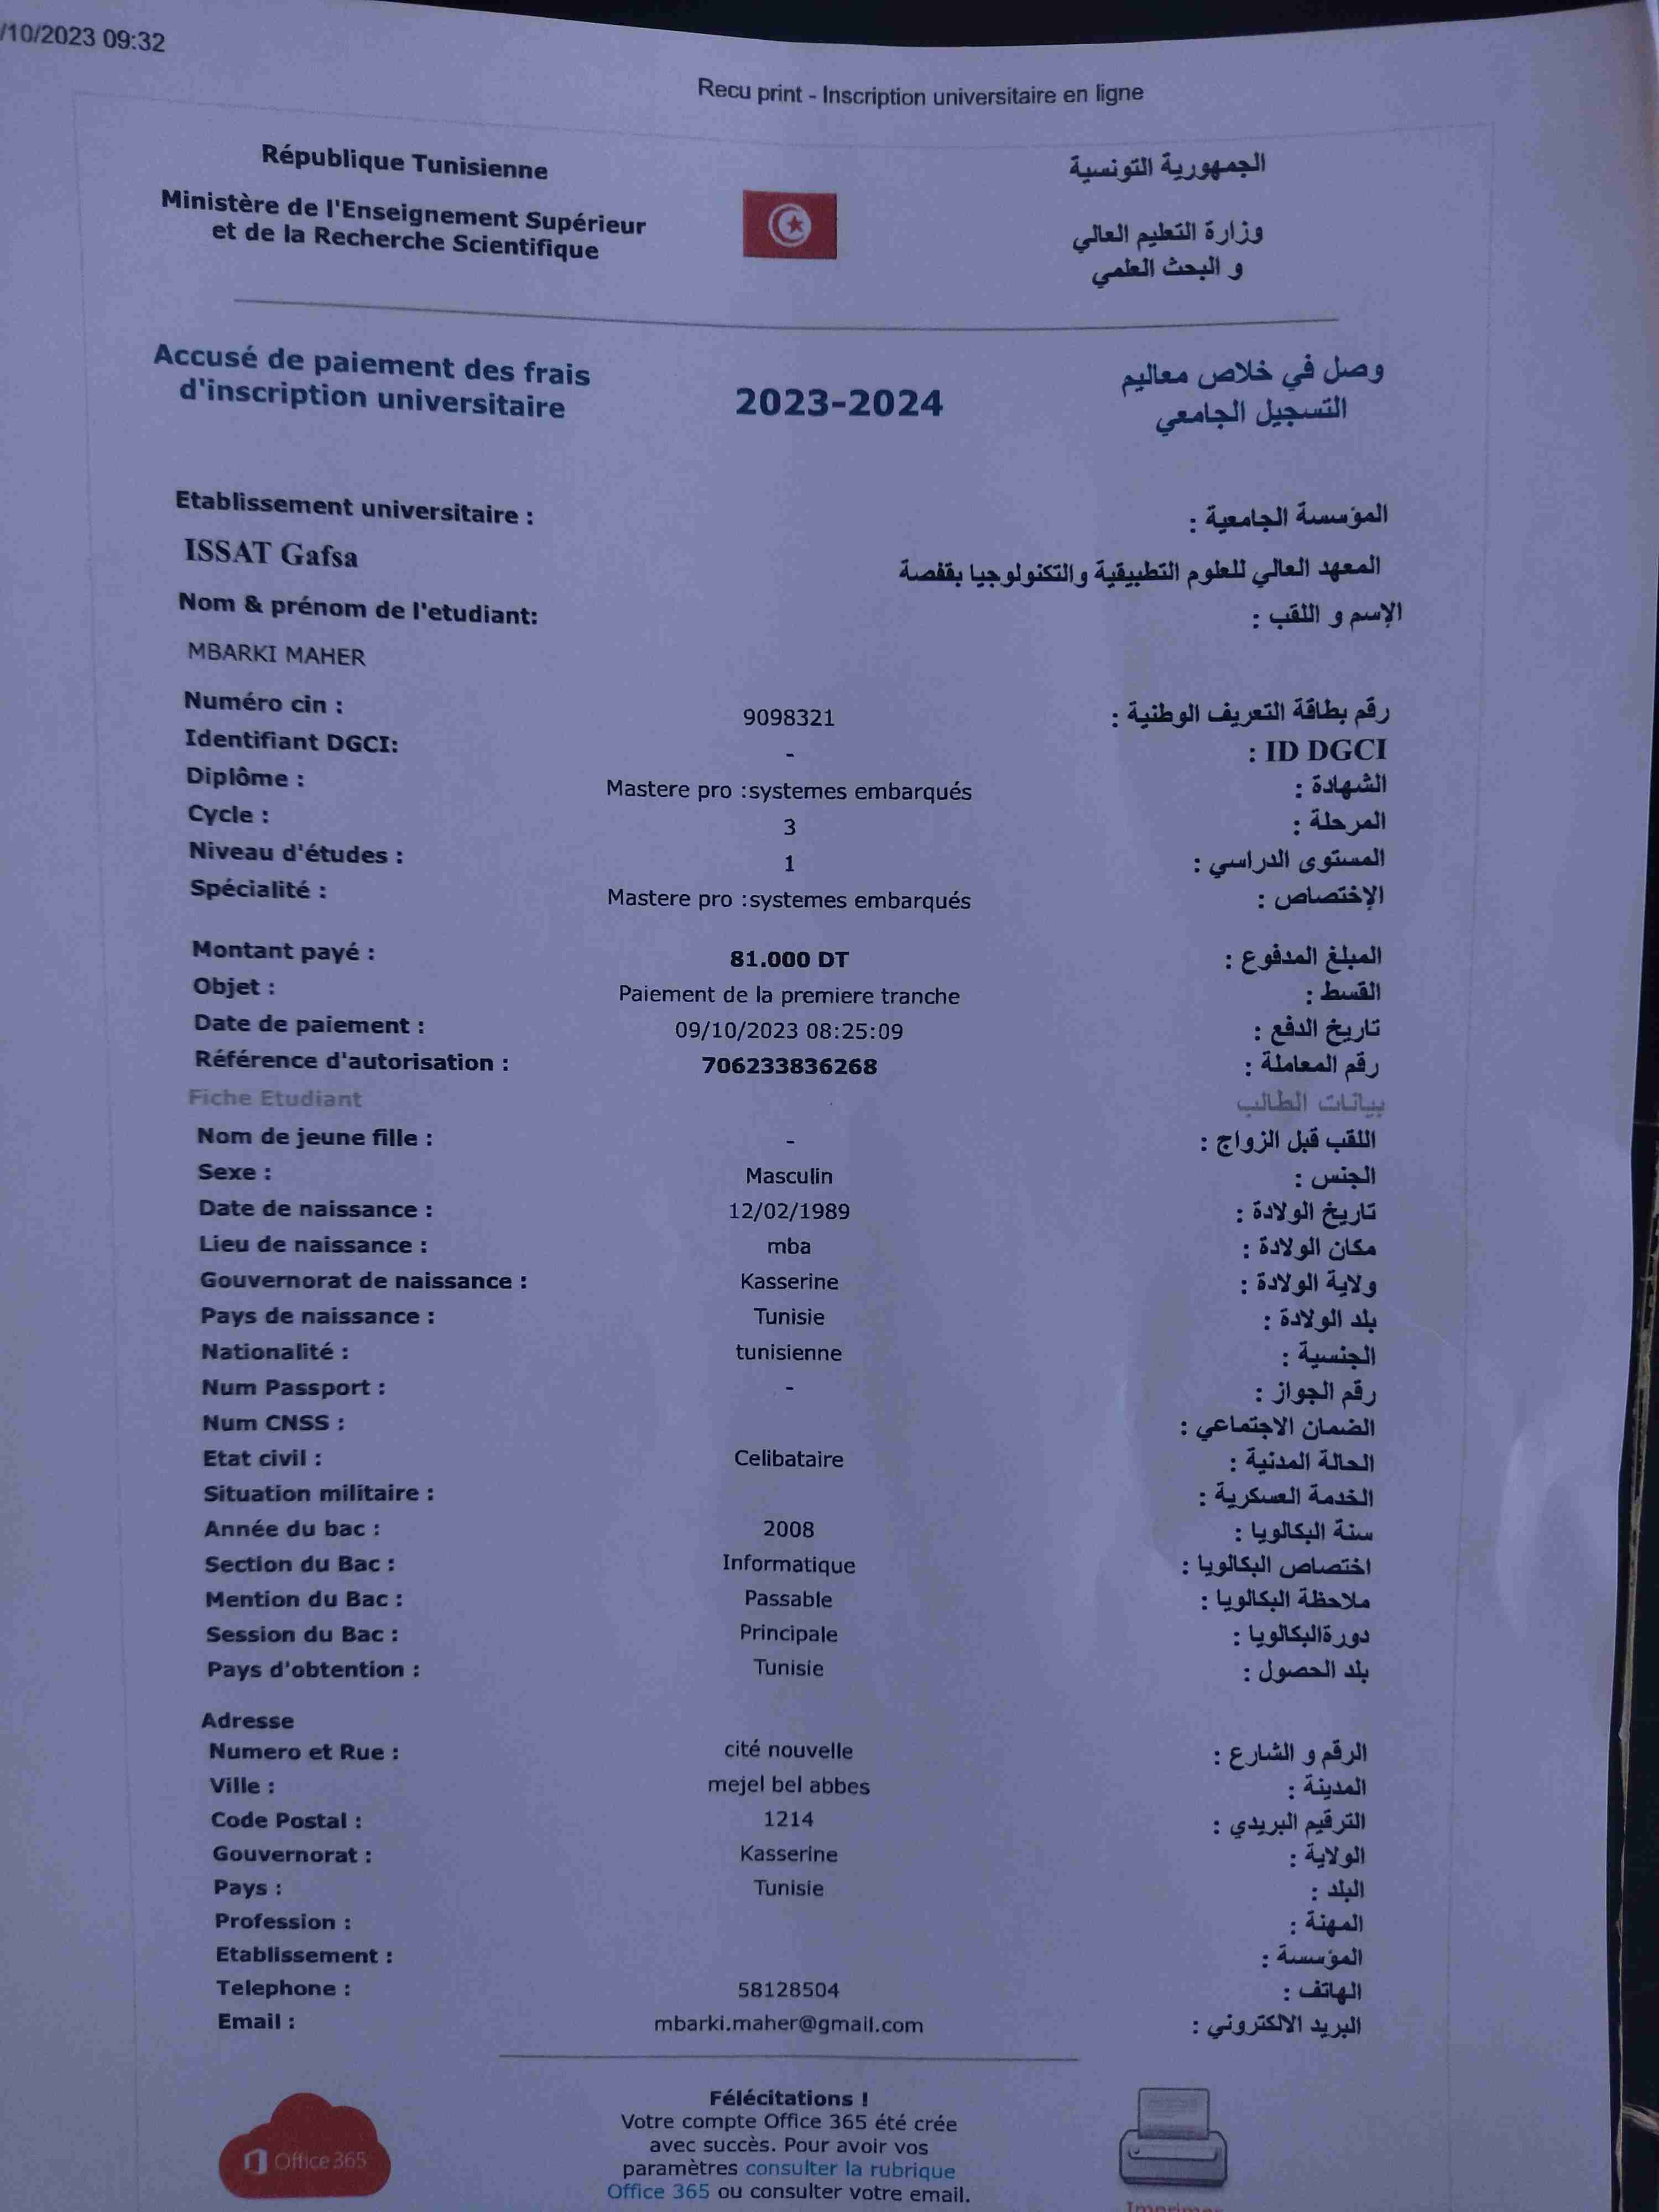 /10/2023 09:32
Recu print - Inscription universitaire en ligne
République Tunisienne
الجمهورية التونسية
Ministère de l'Enseignement Supérieur
et de la Recherche Scientifique
وزارة التعليم العالي
و البحث العلمي
Accusé de paiement des frais
d'inscription universitaire
2023-2024
وصل في خلاص معاليم
التسجيل الجامعي
Etablissement universitaire :
المؤسسة الجامعية :
ISSAT Gafsa
المعهد العالي للعلوم التطبيقية والتكنولوجيا بقفصة
Nom & prénom de l'etudiant:
الإسم و اللقب :
MBARKI MAHER
Numéro cin : 9098321 رقم بطاقة التعريف الوطنية :
Identifiant DGCI: - ID DGCI :
Diplôme : Mastere pro :systemes embarqués الشهادة :
Cycle : 3 المرحلة :
Niveau d'études : 1 المستوى الدراسي :
Spécialité : Mastere pro :systemes embarqués الإختصاص :
Montant payé : 81.000 DT المبلغ المدفوع :
Objet : Paiement de la premiere tranche القسط :
Date de paiement : 09/10/2023 08:25:09 تاريخ الدفع :
Référence d'autorisation : 706233836268 رقم المعاملة :
Fiche Etudiant بيانات الطالب
Nom de jeune fille : - اللقب قبل الزواج :
Sexe : Masculin الجنس :
Date de naissance : 12/02/1989 تاريخ الولادة :
Lieu de naissance : mba مكان الولادة :
Gouvernorat de naissance : Kasserine ولاية الولادة :
Pays de naissance : Tunisie بلد الولادة :
Nationalité : tunisienne الجنسية :
Num Passport : - رقم الجواز :
Num CNSS : الضمان الاجتماعي :
Etat civil : Celibataire الحالة المدنية :
Situation militaire : الخدمة العسكرية :
Année du bac : 2008 سنة البكالويا :
Section du Bac : Informatique اختصاص البكالويا :
Mention du Bac : Passable ملاحظة البكالويا :
Session du Bac : Principale دورةالبكالويا :
Pays d'obtention : Tunisie بلد الحصول :
Adresse
Numero et Rue : cité nouvelle الرقم و الشارع :
Ville : mejel bel abbes المدينة :
Code Postal : 1214 الترقيم البريدي :
Gouvernorat : Kasserine الولاية :
Pays : Tunisie البلد :
Profession : المهنة :
Etablissement : المؤسسة :
Telephone : 58128504 الهاتف :
Email : mbarki.maher@gmail.com البريد الالكتروني :
Félécitations !
Votre compte Office 365 été crée
avec succès. Pour avoir vos
paramètres consulter la rubrique
Office 365 ou consulter votre email.
Office 365
Imprimer